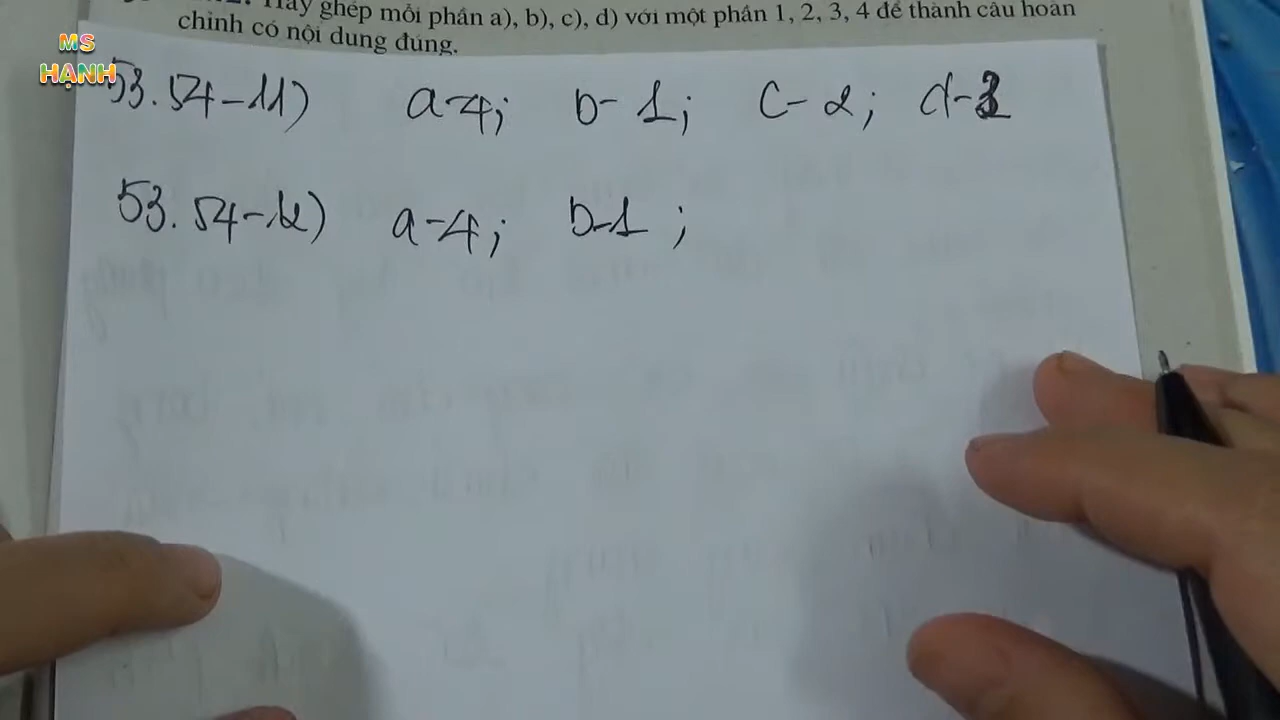 Hãy ghép mỗi phần a), b), c), d) với một phần 1, 2, 3, 4 để thành câu hoàn
chỉnh có nội dung đúng.
MS
HẠNH
53.54-11) a-4; b-1; c-2; d-3
53.54-12) a-4; b-1;